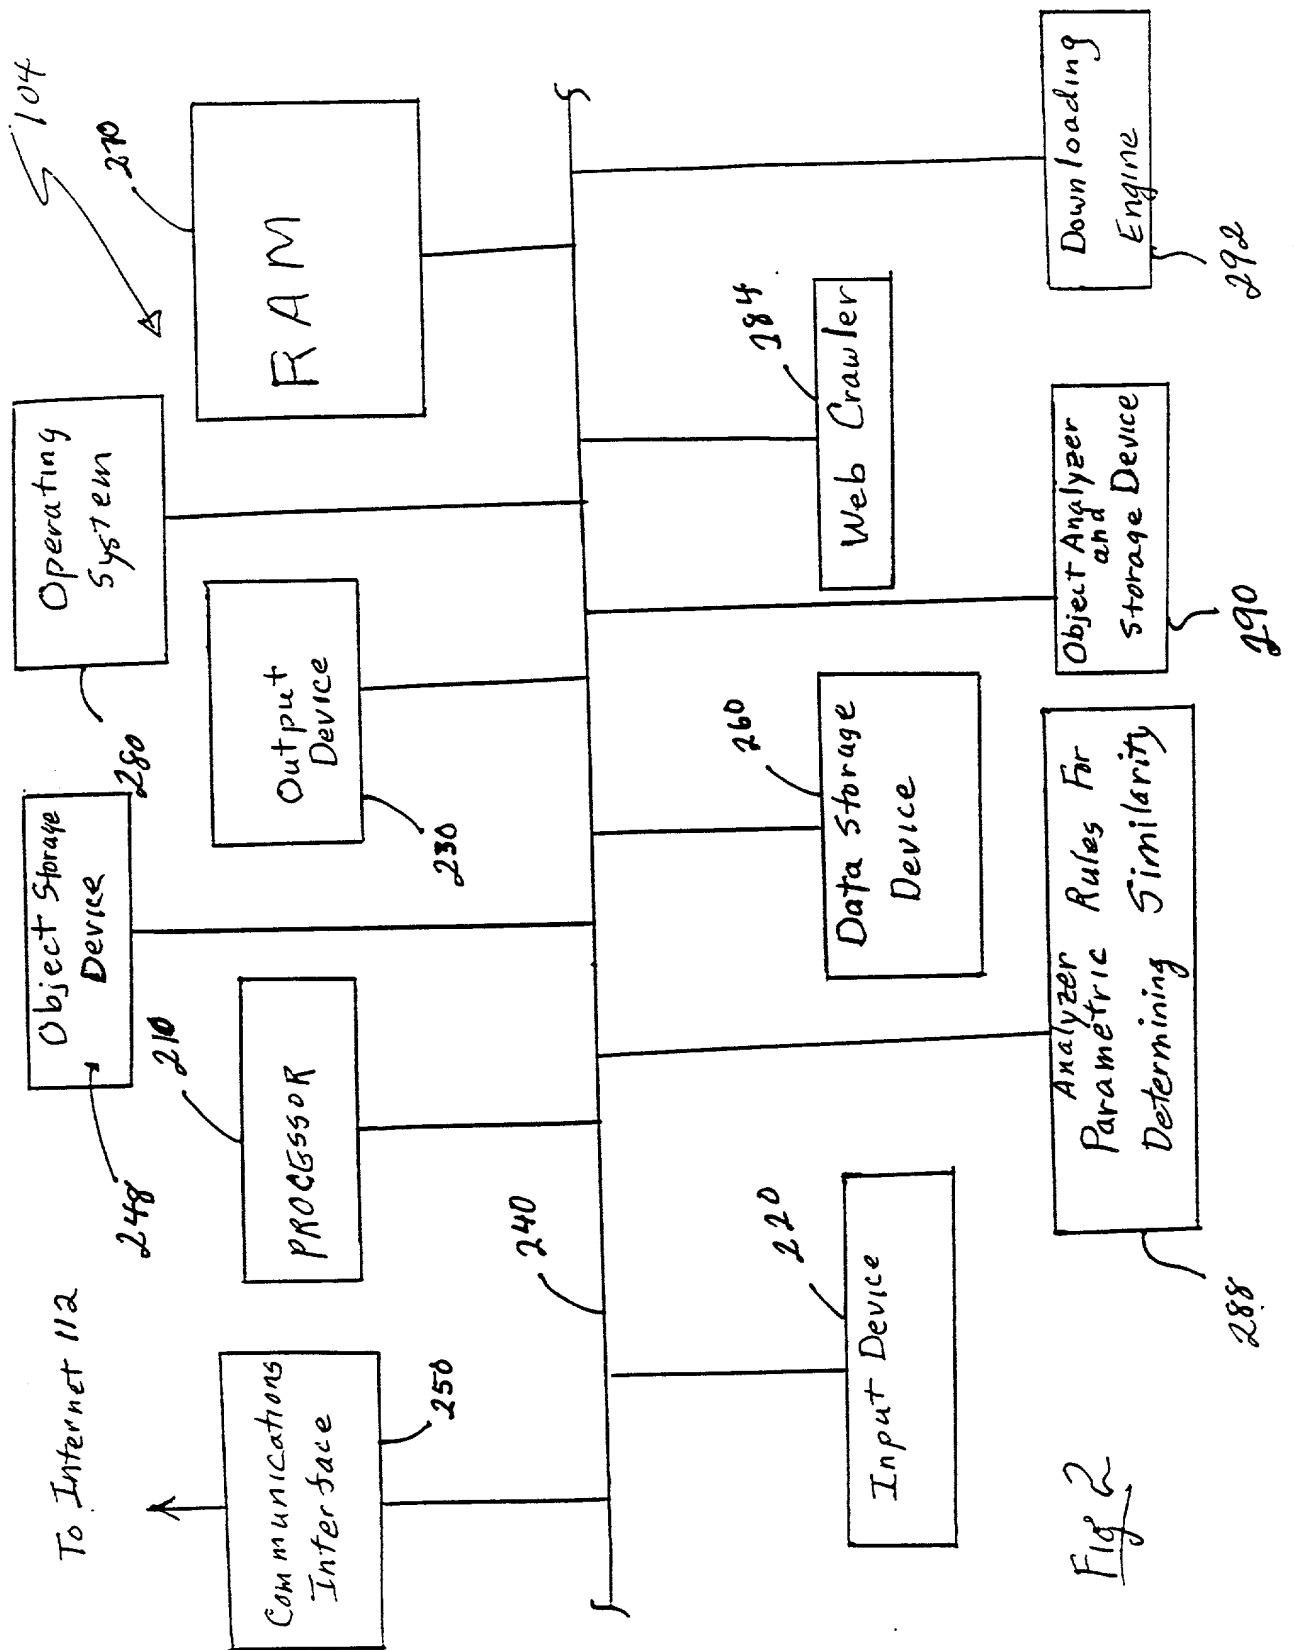 To Internet 112
248
Object Storage
Device
280
Operating
System
104
Communications
Interface
250
210
PROCESSOR
Output
Device
230
270
RAM
240
220
Input Device
260
Data Storage
Device
284
Web Crawler
Analyzer
Parametric Rules For
Determining Similarity
288
Object Analyzer
and
Storage Device
290
Downloading
Engine
292
Fig 2